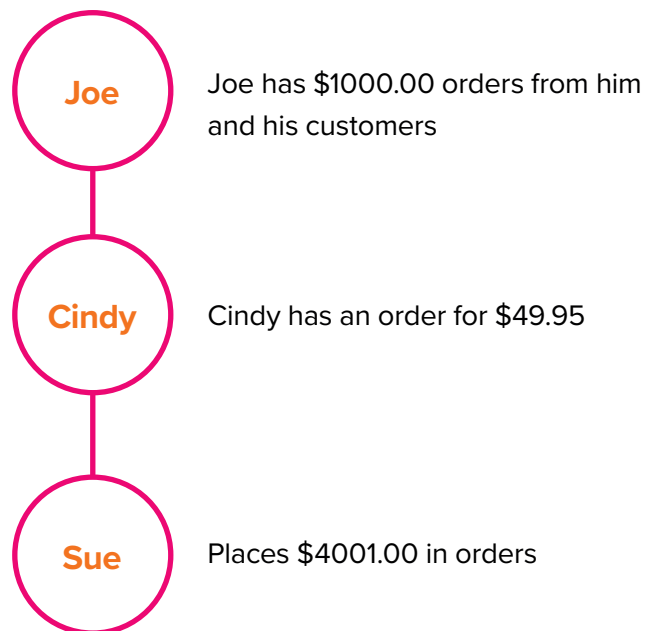 Joe
Joe has $1000.00 orders from him
and his customers
Cindy
Cindy has an order for $49.95
Sue
Places $4001.00 in orders